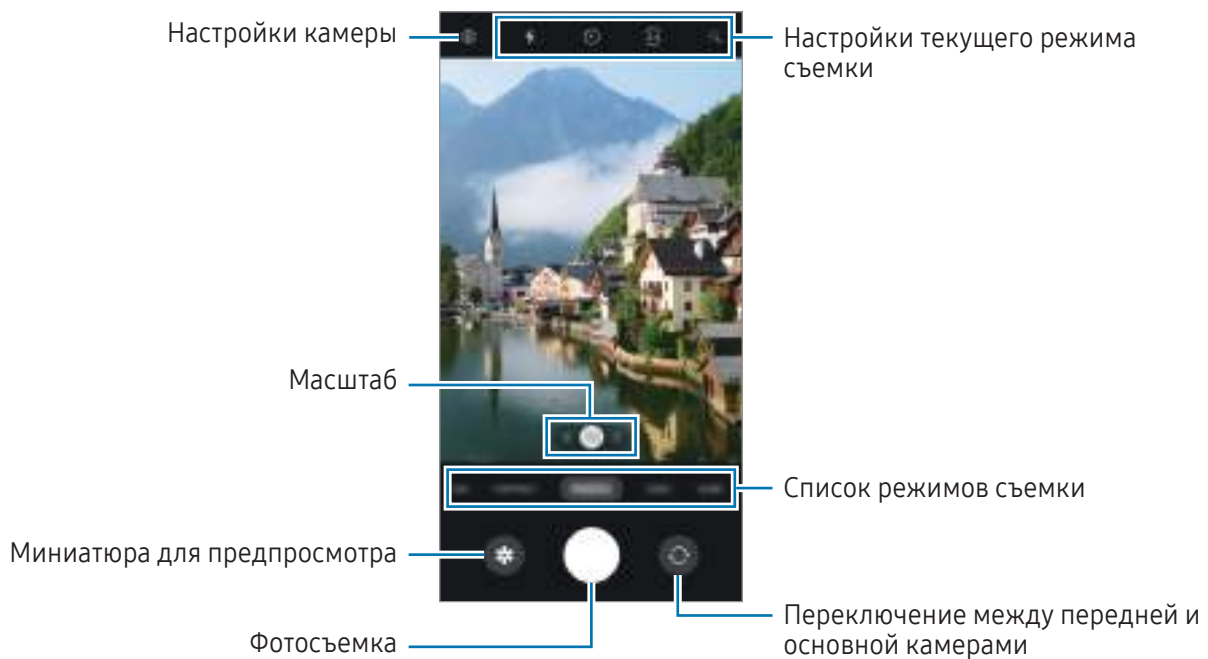 Настройки камеры
Настройки текущего режима
съемки
Масштаб
Список режимов съемки
Миниатюра для предпросмотра
Фотосъемка
Переключение между передней и
основной камерами